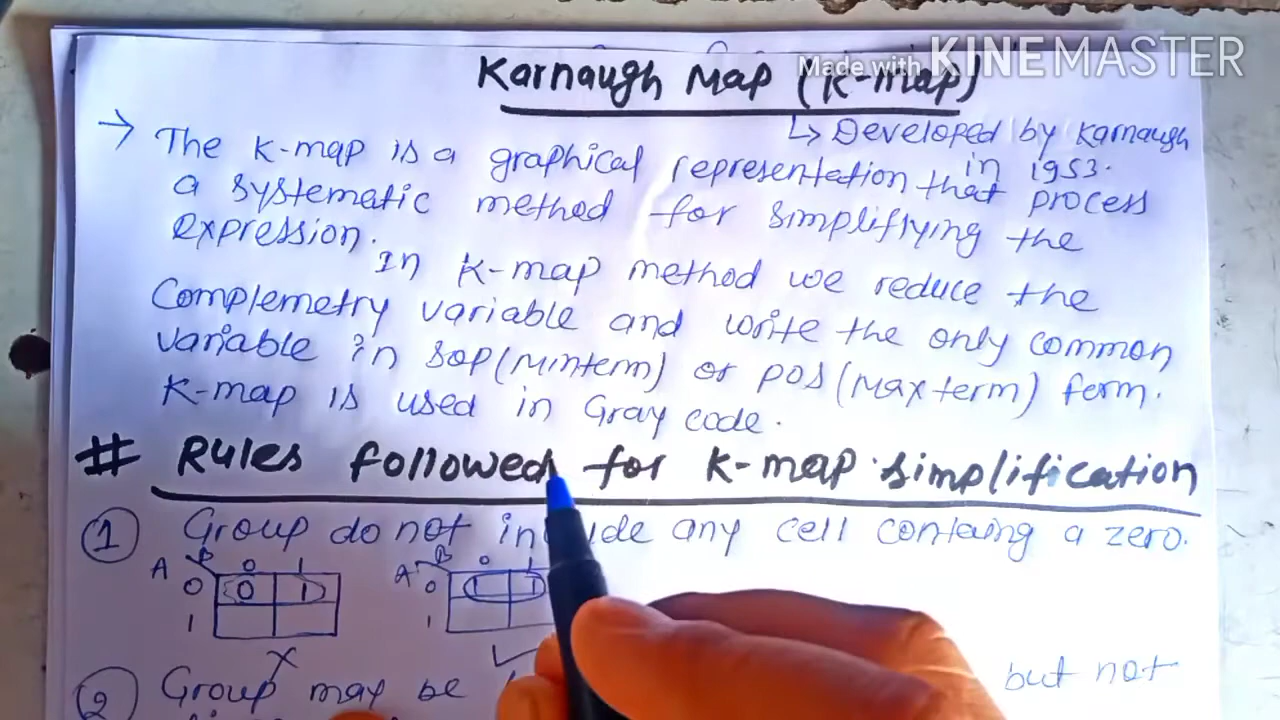 Made with KINEMASTER
Karnaugh Map (K-map)
↳ Developed by Karnaugh
in 1953.
→ The K-map is a graphical representation that process
a systematic method for simplifying the
expression.
In K-map method we reduce the
Complemetry variable and write the only common
variable in SOP (Minterm) or POS (Max term) form.
K-map is used in Gray code.
# Rules followed for K-map simplification
① Group do not include any cell containg a zero.
A B 0 1
0 0 1
1
×
A B 0
0 1 1
1
✓
② Group may be but not